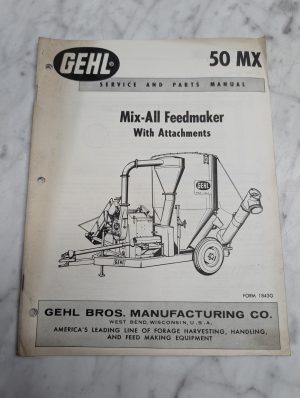 GEHL
50 MX
SERVICE AND PARTS MANUAL
Mix-All Feedmaker
With Attachments
GEHL
FORM 1843G
GEHL BROS. MANUFACTURING CO.
WEST BEND, WISCONSIN, U.S.A.
AMERICA'S LEADING LINE OF FORAGE HARVESTING, HANDLING,
AND FEED MAKING EQUIPMENT